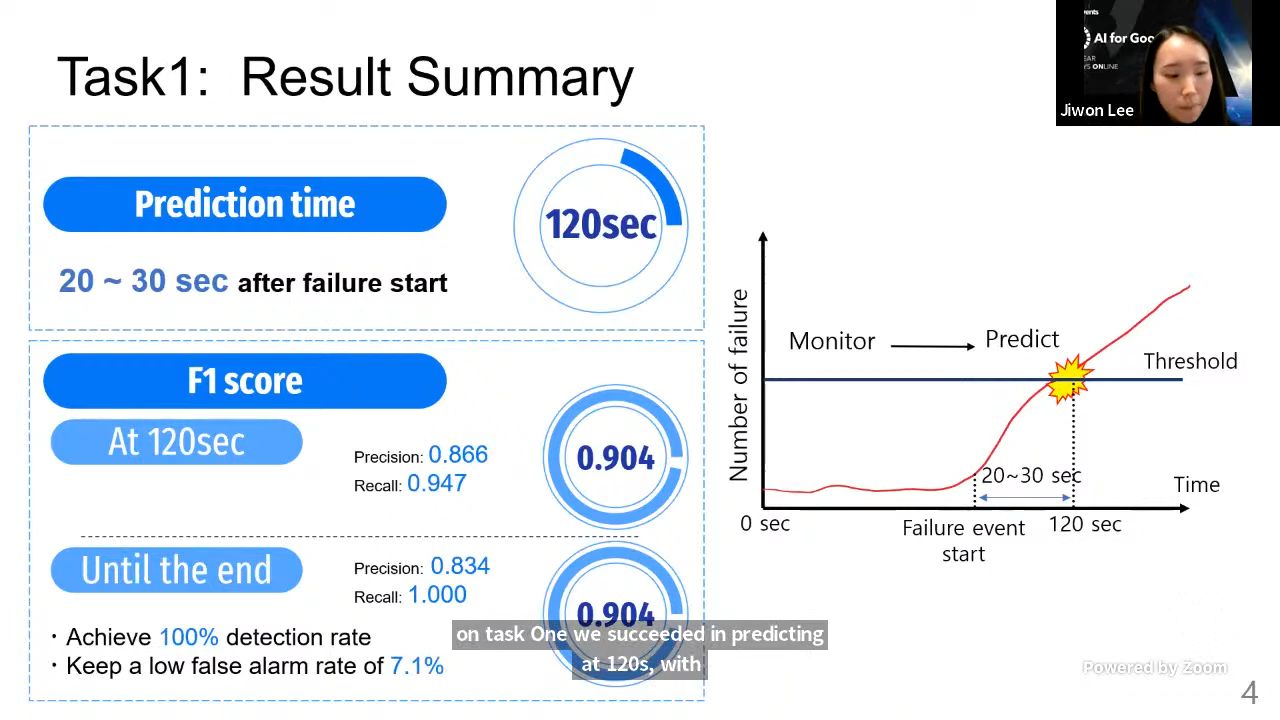 Task1: Result Summary
Prediction time
20 ~ 30 sec after failure start
120sec
F1 score
At 120sec
Precision: 0.866
Recall: 0.947
0.904
Until the end
Precision: 0.834
Recall: 1.000
0.904
· Achieve 100% detection rate
· Keep a low false alarm rate of 7.1%
Number of failure
Monitor
Predict
Threshold
20~30 sec
Time
0 sec
Failure event
start
120 sec
on task One we succeeded in predicting
at 120s, with
AI for Goo
Jiwon Lee
Powered by Zoom
4